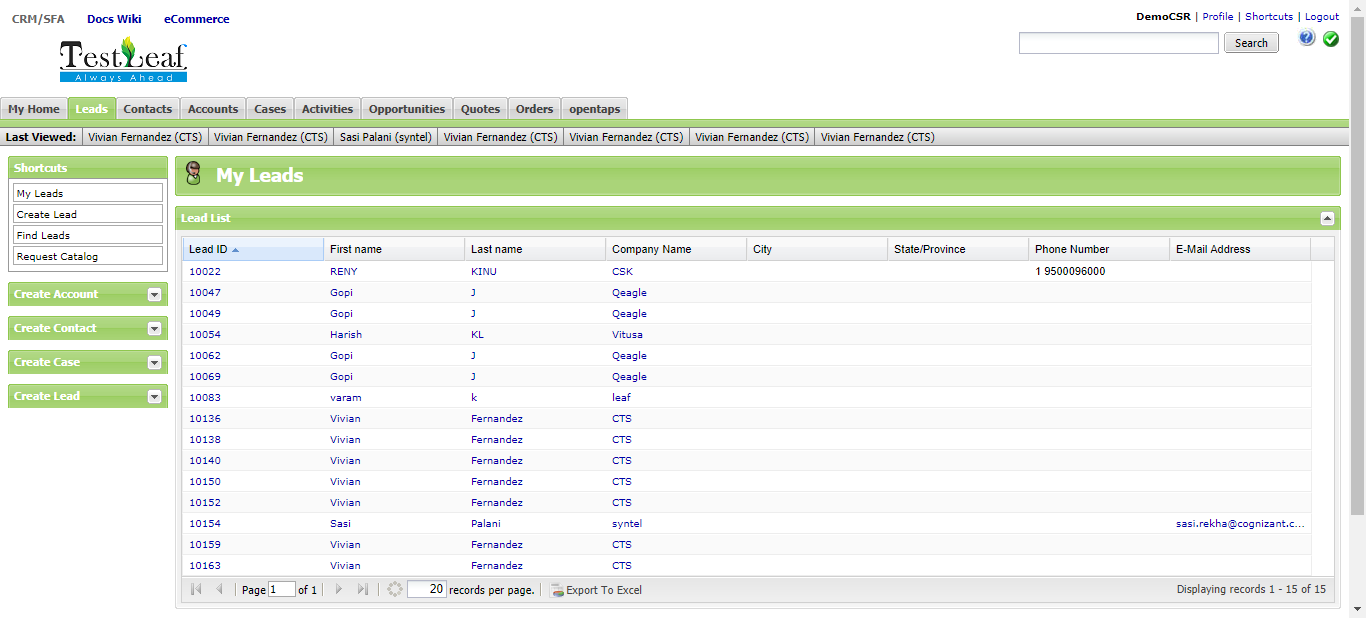 CRM/SFA Docs Wiki eCommerce
DemoCSR | Profile | Shortcuts | Logout
Search
TestLeaf
Always Ahead
My Home Leads Contacts Accounts Cases Activities Opportunities Quotes Orders opentaps
Last Viewed: Vivian Fernandez (CTS) Vivian Fernandez (CTS) Sasi Palani (syntel) Vivian Fernandez (CTS) Vivian Fernandez (CTS) Vivian Fernandez (CTS) Vivian Fernandez (CTS)
Shortcuts
My Leads
Create Lead
Find Leads
Request Catalog
Create Account
Create Contact
Create Case
Create Lead
My Leads
Lead List
Lead ID First name Last name Company Name City State/Province Phone Number E-Mail Address
10022 RENY KINU CSK 1 9500096000
10047 Gopi J Qeagle
10049 Gopi J Qeagle
10054 Harish KL Vitusa
10062 Gopi J Qeagle
10069 Gopi J Qeagle
10083 varam k leaf
10136 Vivian Fernandez CTS
10138 Vivian Fernandez CTS
10140 Vivian Fernandez CTS
10150 Vivian Fernandez CTS
10152 Vivian Fernandez CTS
10154 Sasi Palani syntel sasi.rekha@cognizant.c...
10159 Vivian Fernandez CTS
10163 Vivian Fernandez CTS
Page 1 of 1 20 records per page. Export To Excel Displaying records 1 - 15 of 15